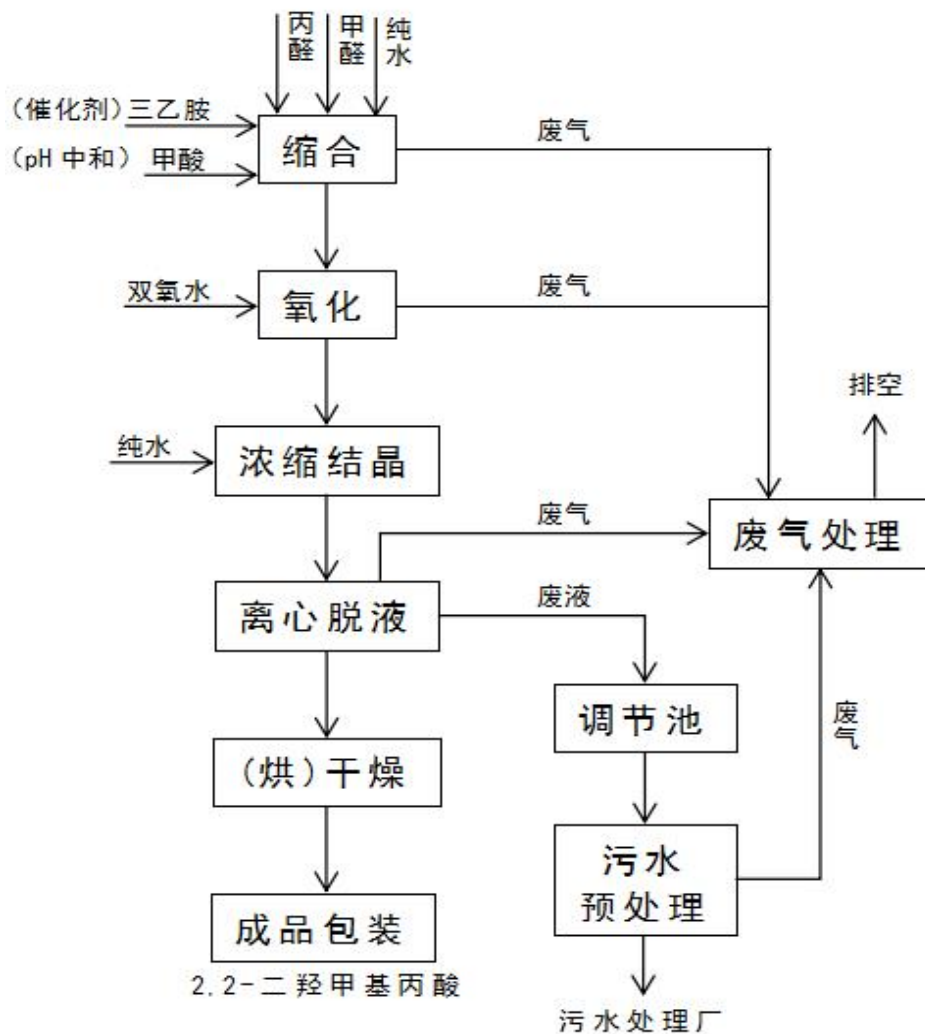 丙醛
甲醛
纯水
(催化剂)三乙胺
(pH中和) 甲酸
缩合
废气
双氧水
氧化
废气
排空
纯水
浓缩结晶
废气
废气处理
离心脱液
废液
调节池
废气
(烘)干燥
污水
预处理
成品包装
2,2-二羟甲基丙酸
污水处理厂